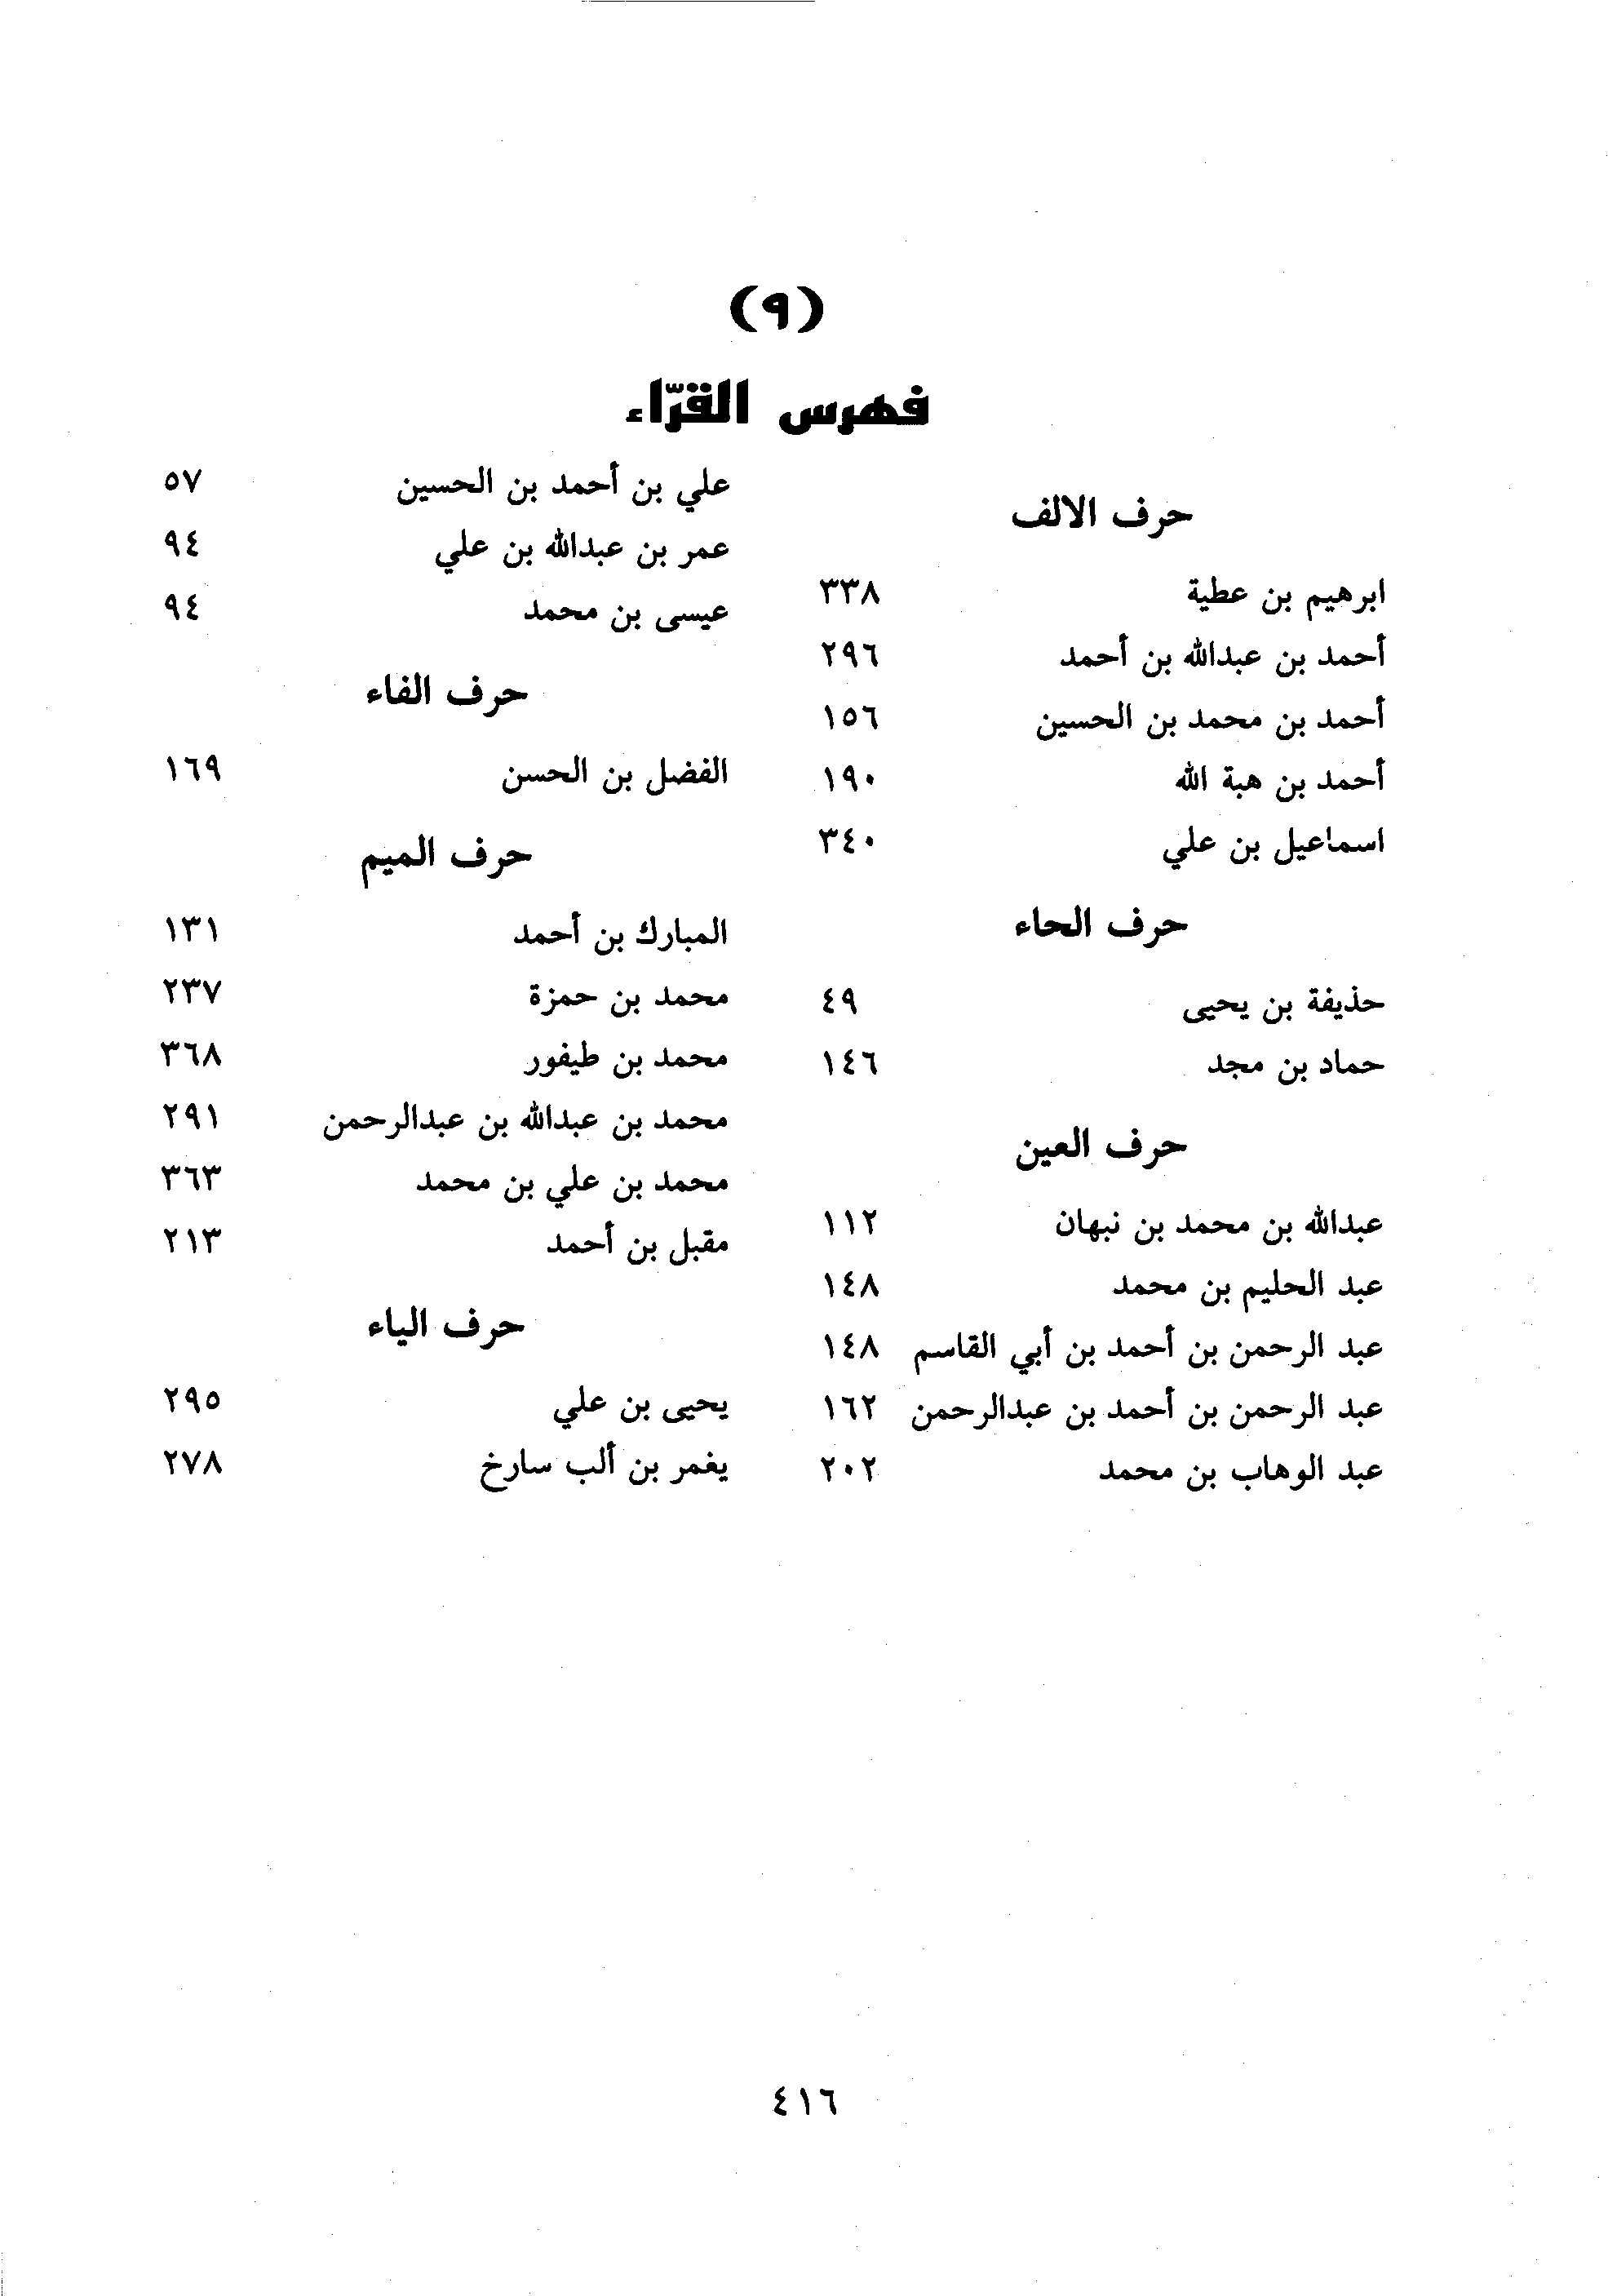 (٩)
فهرس القرّاء
حرف الالف
ابرهيم بن عطية ٣٣٨
أحمد بن عبدالله بن أحمد ٢٩٦
أحمد بن محمد بن الحسين ١٥٦
أحمد بن هبة الله ١٩٠
اسماعيل بن علي ٣٤٠
حرف الحاء
حذيفة بن يحيى ٤٩
حماد بن مجد ١٤٦
حرف العين
عبدالله بن محمد بن نبهان ١١٢
عبد الحليم بن محمد ١٤٨
عبد الرحمن بن أحمد بن أبي القاسم ١٤٨
عبد الرحمن بن أحمد بن عبدالرحمن ١٦٢
عبد الوهاب بن محمد ٢٠٢
علي بن أحمد بن الحسين ٥٧
عمر بن عبدالله بن علي ٩٤
عيسى بن محمد ٩٤
حرف الفاء
الفضل بن الحسن ١٦٩
حرف الميم
المبارك بن أحمد ١٣١
محمد بن حمزة ٢٣٧
محمد بن طيفور ٣٦٨
محمد بن عبدالله بن عبدالرحمن ٢٩١
محمد بن علي بن محمد ٣٦٣
مقبل بن أحمد ٢١٣
حرف الياء
يحيى بن علي ٢٩٥
يغمر بن ألب سارخ ٢٧٨
٤١٦